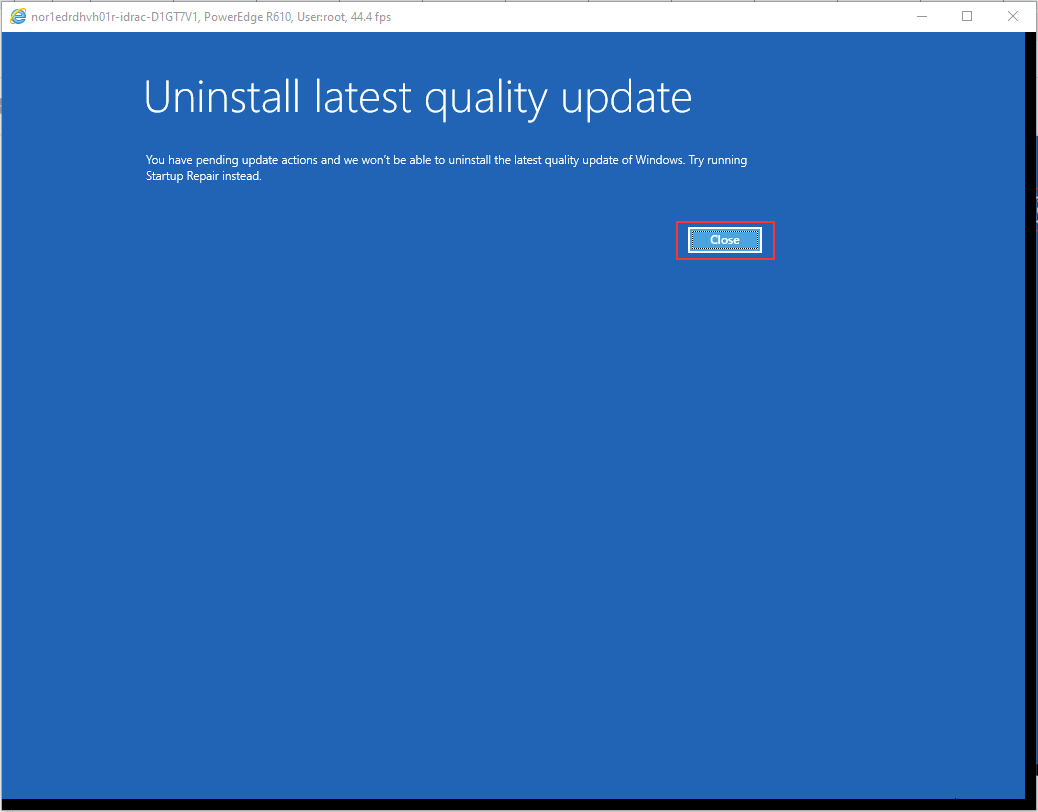 nor1edrdhvh01r-idrac-D1GT7V1, PowerEdge R610, User:root, 44.4 fps
Uninstall latest quality update
You have pending update actions and we won't be able to uninstall the latest quality update of Windows. Try running
Startup Repair instead.
Close